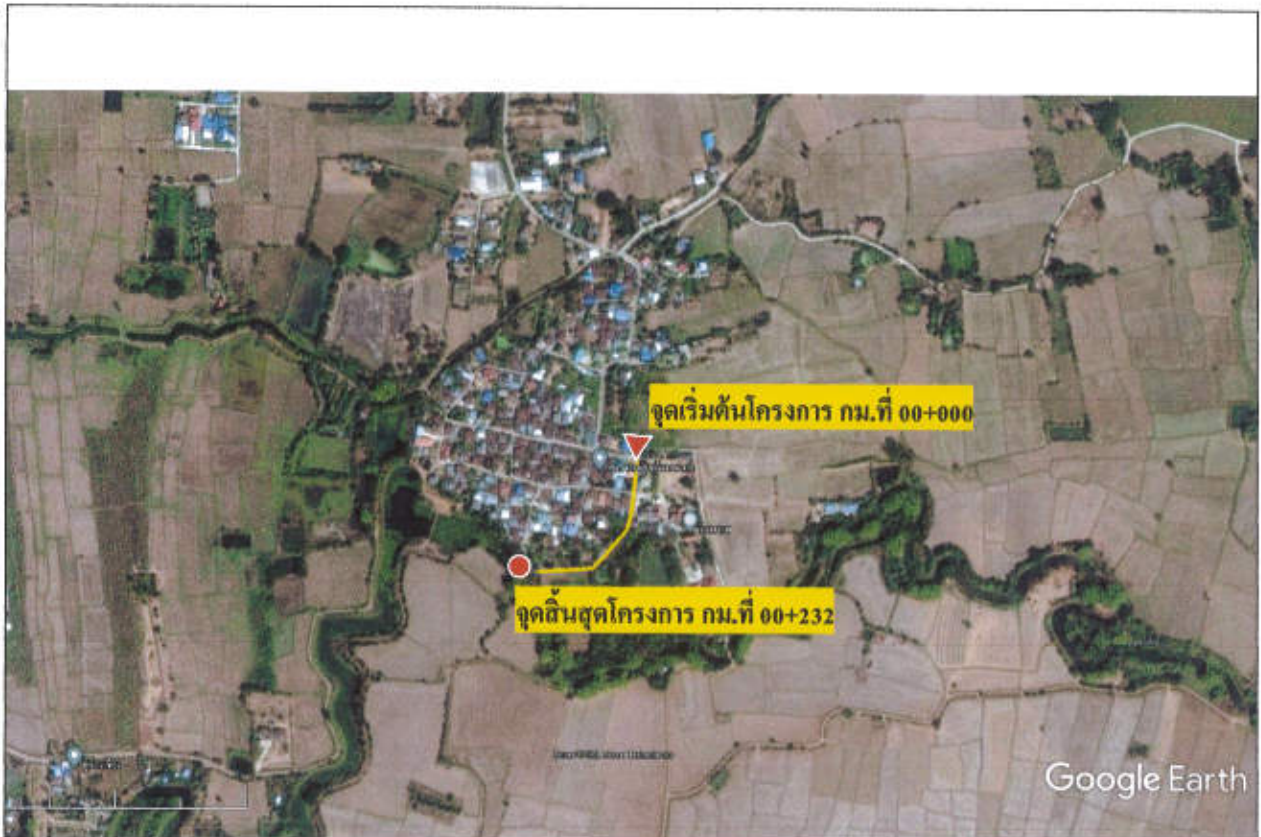 จุดเริ่มต้นโครงการ กม.ที่ 00+000
จุดสิ้นสุดโครงการ กม.ที่ 00+232
Google Earth